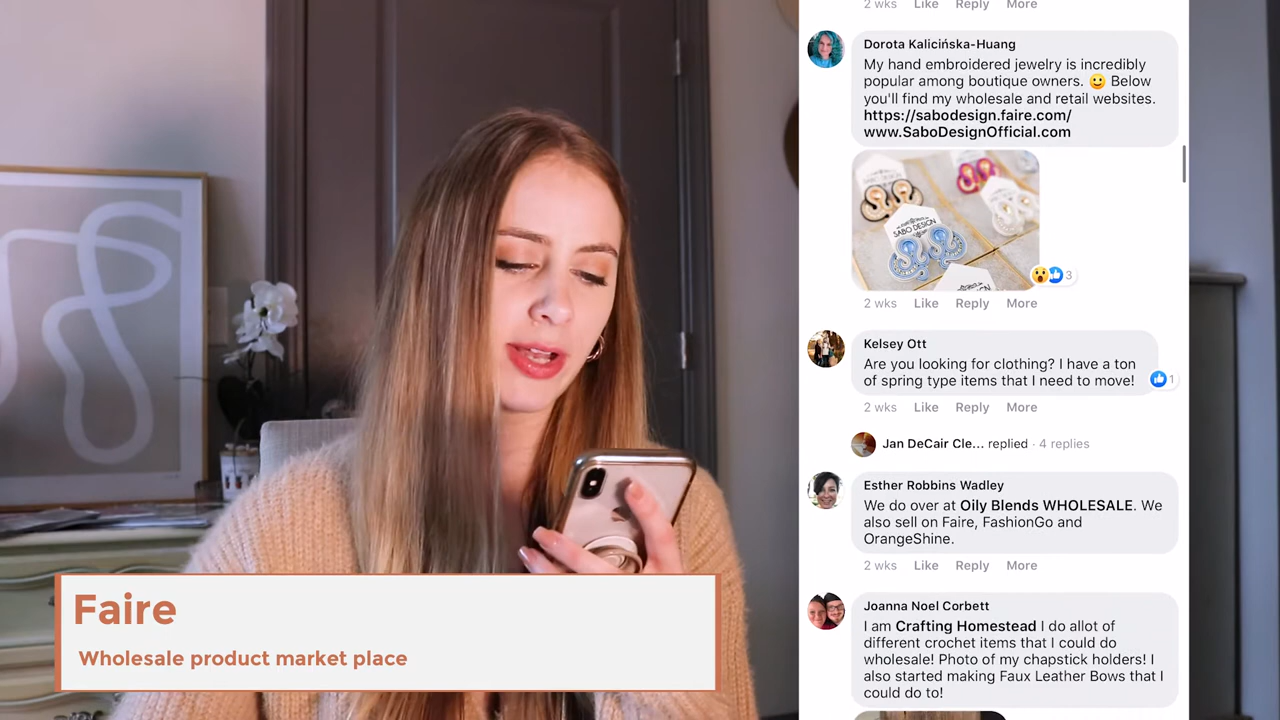 2 wks Like Reply More
Dorota Kalicińska-Huang
My hand embroidered jewelry is incredibly
popular among boutique owners. 😀 Below
you'll find my wholesale and retail websites.
https://sabodesign.faire.com/
www.SaboDesignOfficial.com
SABO DESIGN
3
2 wks Like Reply More
Kelsey Ott
Are you looking for clothing? I have a ton
of spring type items that I need to move!
1
2 wks Like Reply More
Jan DeCair Cle... replied · 4 replies
Esther Robbins Wadley
We do over at Oily Blends WHOLESALE. We
also sell on Faire, FashionGo and
OrangeShine.
2 wks Like Reply More
Joanna Noel Corbett
I am Crafting Homestead I do allot of
different crochet items that I could do
wholesale! Photo of my chapstick holders! I
also started making Faux Leather Bows that I
could do to!
Faire
Wholesale product market place